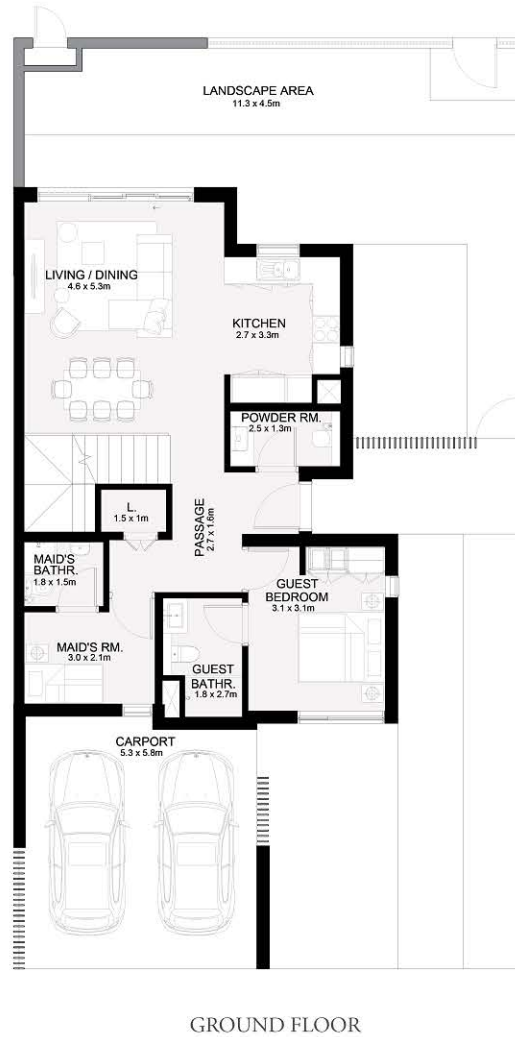 LANDSCAPE AREA
11.3 x 4.5m
LIVING / DINING
4.6 x 5.3m
KITCHEN
2.7 x 3.3m
POWDER RM.
2.5 x 1.3m
PASSAGE
2.7 x 1.6m
L.
1.5 x 1m
MAID'S
BATHR.
1.8 x 1.5m
GUEST
BEDROOM
3.1 x 3.1m
MAID'S RM.
3.0 x 2.1m
GUEST
BATHR.
1.8 x 2.7m
CARPORT
5.3 x 5.8m
GROUND FLOOR